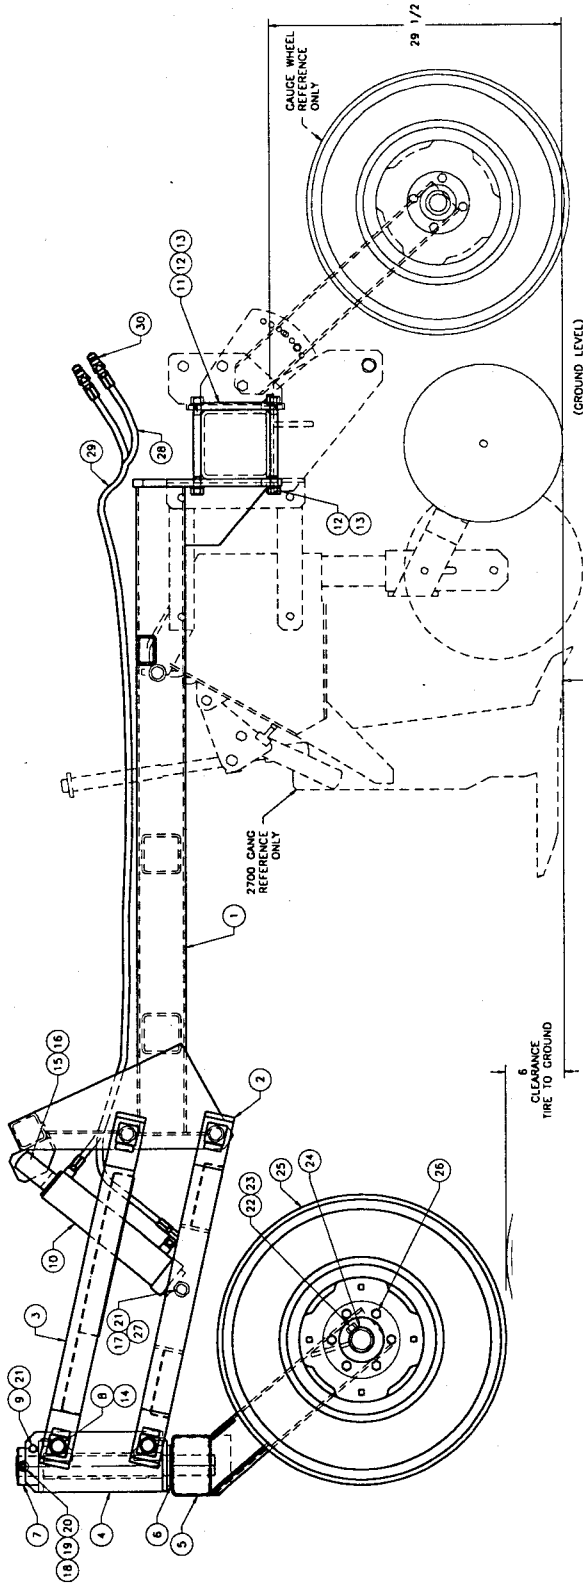 29 1/2
GAUGE WHEEL
REFERENCE
ONLY
(GROUND LEVEL)
30
11 12 13
29
28
12
13
2700 GANG
REFERENCE
ONLY
1
15 16
2
6
CLEARANCE
TIRE TO GROUND
10
3
17 21
27
22 23
24
25
26
9 21
8 14
7
4
6
5
18 19 20